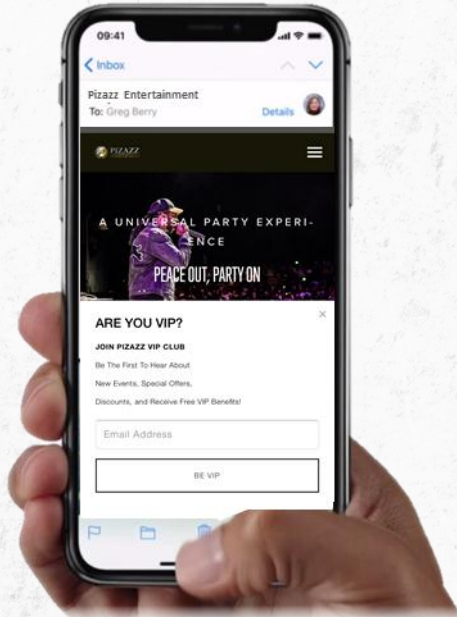 09:41
Inbox
Pizazz Entertainment
To: Greg Berry
Details
PIZAZZ
A UNIVERSAL PARTY EXPERI-
ENCE
PEACE OUT, PARTY ON
ARE YOU VIP?
JOIN PIZAZZ VIP CLUB
Be The First To Hear About
New Events, Special Offers,
Discounts, and Receive Free VIP Benefits!
Email Address
BE VIP